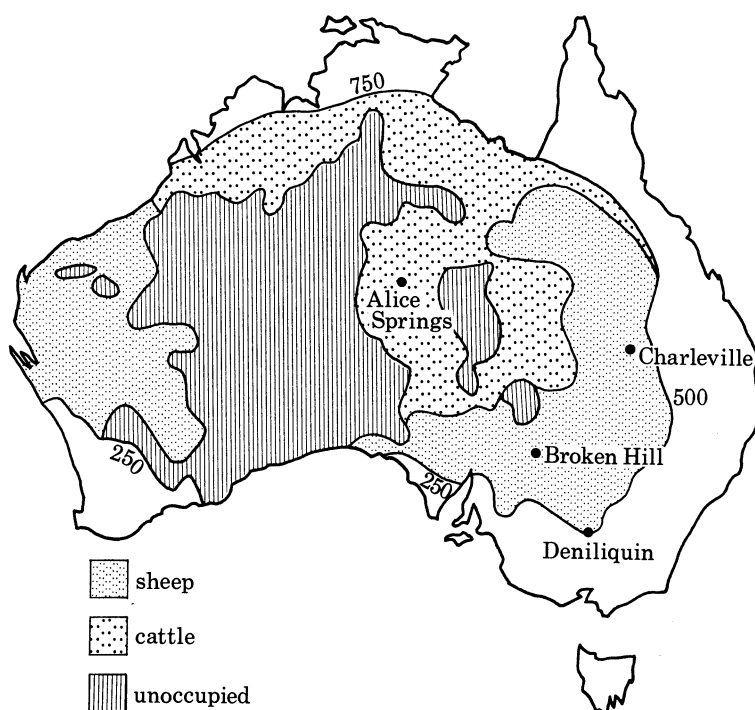 750
Alice
Springs
Charleville
500
Broken Hill
250
250
Deniliquin
sheep
cattle
unoccupied